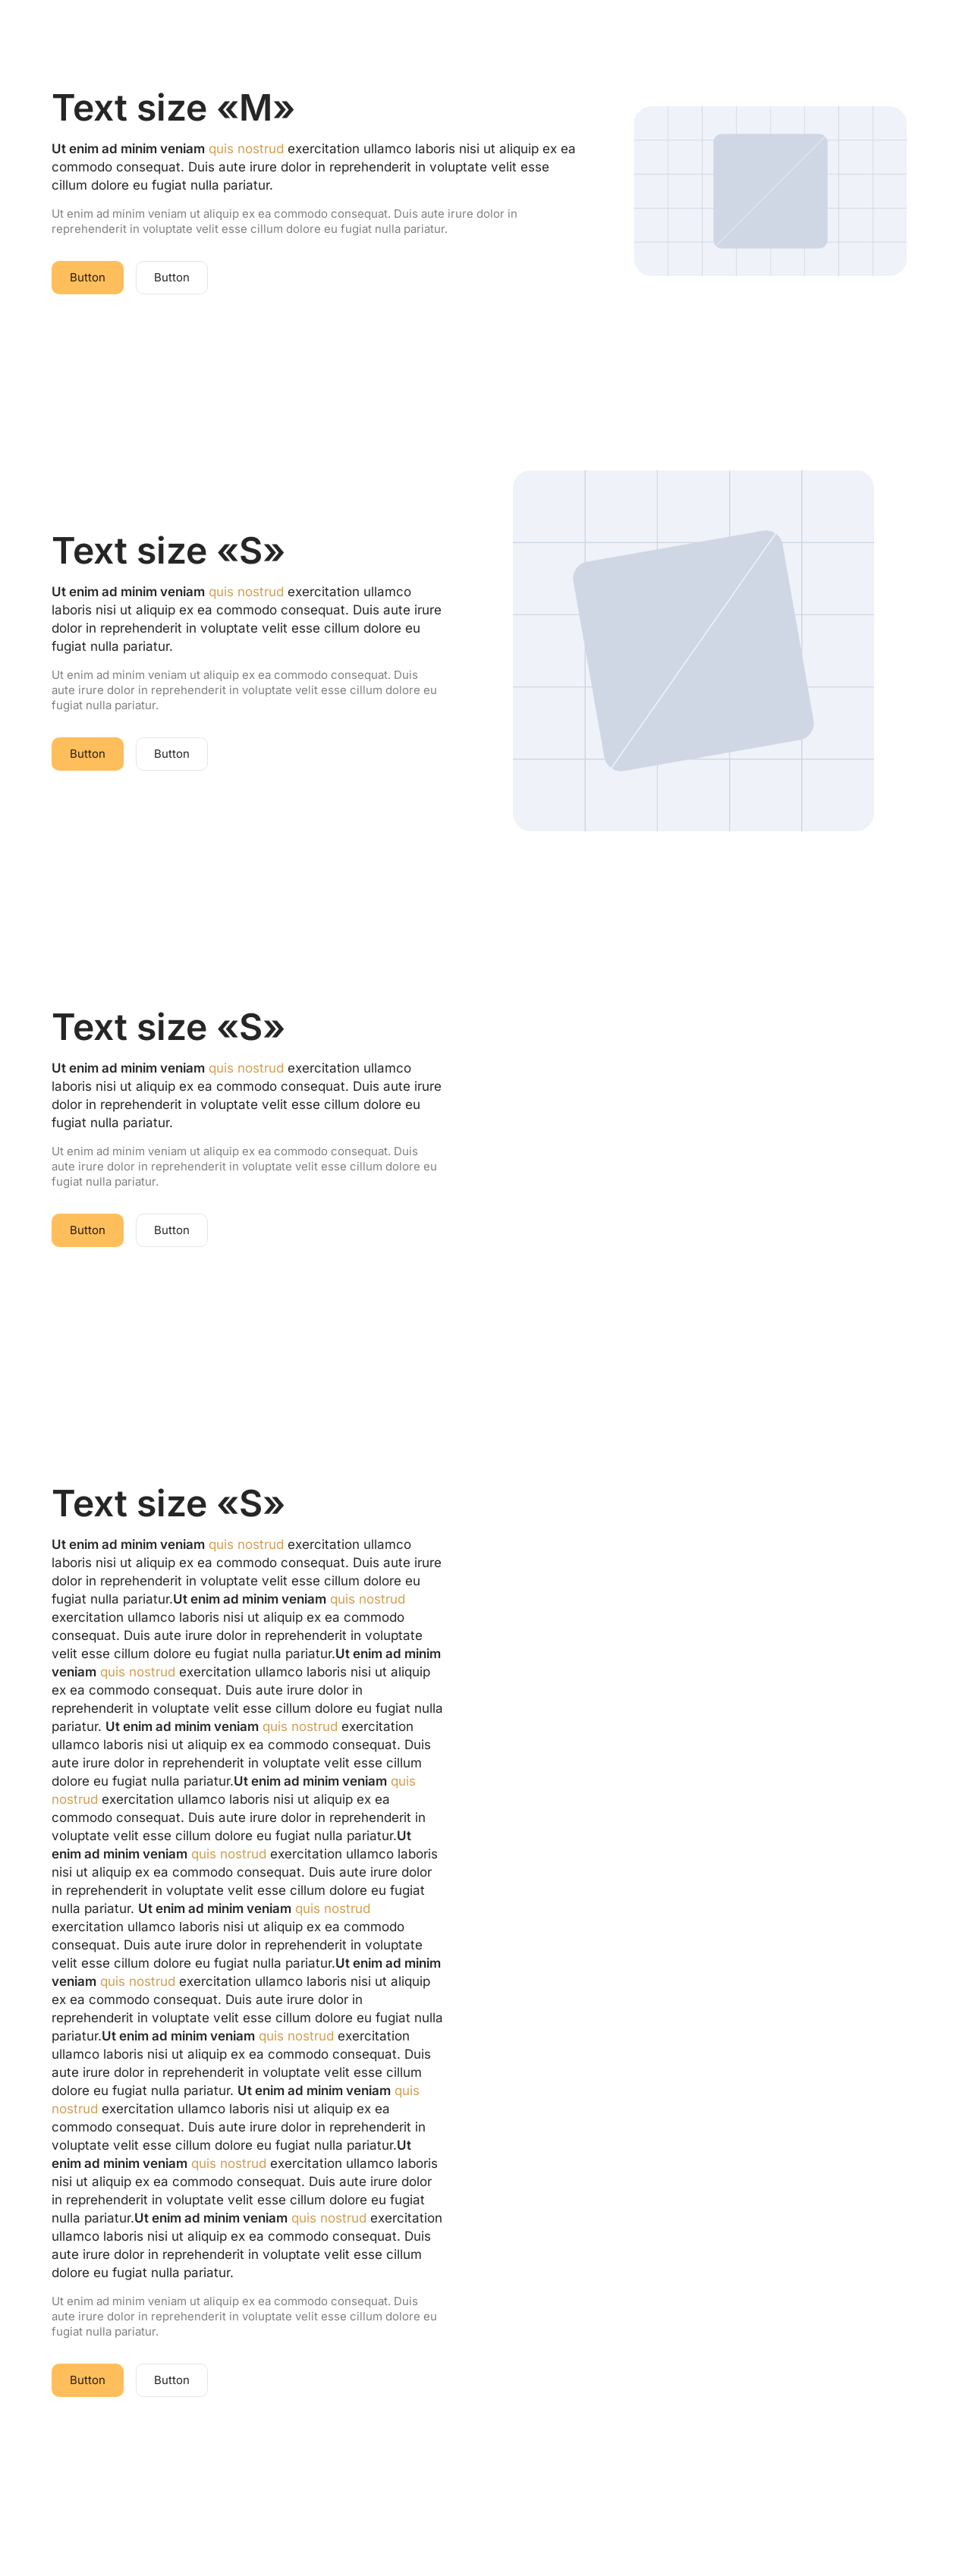 Text size «M»
Ut enim ad minim veniam quis nostrud exercitation ullamco laboris nisi ut aliquip ex ea
commodo consequat. Duis aute irure dolor in reprehenderit in voluptate velit esse
cillum dolore eu fugiat nulla pariatur.
Ut enim ad minim veniam ut aliquip ex ea commodo consequat. Duis aute irure dolor in
reprehenderit in voluptate velit esse cillum dolore eu fugiat nulla pariatur.
Button Button
Text size «S»
Ut enim ad minim veniam quis nostrud exercitation ullamco
laboris nisi ut aliquip ex ea commodo consequat. Duis aute irure
dolor in reprehenderit in voluptate velit esse cillum dolore eu
fugiat nulla pariatur.
Ut enim ad minim veniam ut aliquip ex ea commodo consequat. Duis
aute irure dolor in reprehenderit in voluptate velit esse cillum dolore eu
fugiat nulla pariatur.
Button Button
Text size «S»
Ut enim ad minim veniam quis nostrud exercitation ullamco
laboris nisi ut aliquip ex ea commodo consequat. Duis aute irure
dolor in reprehenderit in voluptate velit esse cillum dolore eu
fugiat nulla pariatur.
Ut enim ad minim veniam ut aliquip ex ea commodo consequat. Duis
aute irure dolor in reprehenderit in voluptate velit esse cillum dolore eu
fugiat nulla pariatur.
Button Button
Text size «S»
Ut enim ad minim veniam quis nostrud exercitation ullamco
laboris nisi ut aliquip ex ea commodo consequat. Duis aute irure
dolor in reprehenderit in voluptate velit esse cillum dolore eu
fugiat nulla pariatur.Ut enim ad minim veniam quis nostrud
exercitation ullamco laboris nisi ut aliquip ex ea commodo
consequat. Duis aute irure dolor in reprehenderit in voluptate
velit esse cillum dolore eu fugiat nulla pariatur.Ut enim ad minim
veniam quis nostrud exercitation ullamco laboris nisi ut aliquip
ex ea commodo consequat. Duis aute irure dolor in
reprehenderit in voluptate velit esse cillum dolore eu fugiat nulla
pariatur. Ut enim ad minim veniam quis nostrud exercitation
ullamco laboris nisi ut aliquip ex ea commodo consequat. Duis
aute irure dolor in reprehenderit in voluptate velit esse cillum
dolore eu fugiat nulla pariatur.Ut enim ad minim veniam quis
nostrud exercitation ullamco laboris nisi ut aliquip ex ea
commodo consequat. Duis aute irure dolor in reprehenderit in
voluptate velit esse cillum dolore eu fugiat nulla pariatur.Ut
enim ad minim veniam quis nostrud exercitation ullamco laboris
nisi ut aliquip ex ea commodo consequat. Duis aute irure dolor
in reprehenderit in voluptate velit esse cillum dolore eu fugiat
nulla pariatur. Ut enim ad minim veniam quis nostrud
exercitation ullamco laboris nisi ut aliquip ex ea commodo
consequat. Duis aute irure dolor in reprehenderit in voluptate
velit esse cillum dolore eu fugiat nulla pariatur.Ut enim ad minim
veniam quis nostrud exercitation ullamco laboris nisi ut aliquip
ex ea commodo consequat. Duis aute irure dolor in
reprehenderit in voluptate velit esse cillum dolore eu fugiat nulla
pariatur.Ut enim ad minim veniam quis nostrud exercitation
ullamco laboris nisi ut aliquip ex ea commodo consequat. Duis
aute irure dolor in reprehenderit in voluptate velit esse cillum
dolore eu fugiat nulla pariatur. Ut enim ad minim veniam quis
nostrud exercitation ullamco laboris nisi ut aliquip ex ea
commodo consequat. Duis aute irure dolor in reprehenderit in
voluptate velit esse cillum dolore eu fugiat nulla pariatur.Ut
enim ad minim veniam quis nostrud exercitation ullamco laboris
nisi ut aliquip ex ea commodo consequat. Duis aute irure dolor
in reprehenderit in voluptate velit esse cillum dolore eu fugiat
nulla pariatur.Ut enim ad minim veniam quis nostrud exercitation
ullamco laboris nisi ut aliquip ex ea commodo consequat. Duis
aute irure dolor in reprehenderit in voluptate velit esse cillum
dolore eu fugiat nulla pariatur.
Ut enim ad minim veniam ut aliquip ex ea commodo consequat. Duis
aute irure dolor in reprehenderit in voluptate velit esse cillum dolore eu
fugiat nulla pariatur.
Button Button